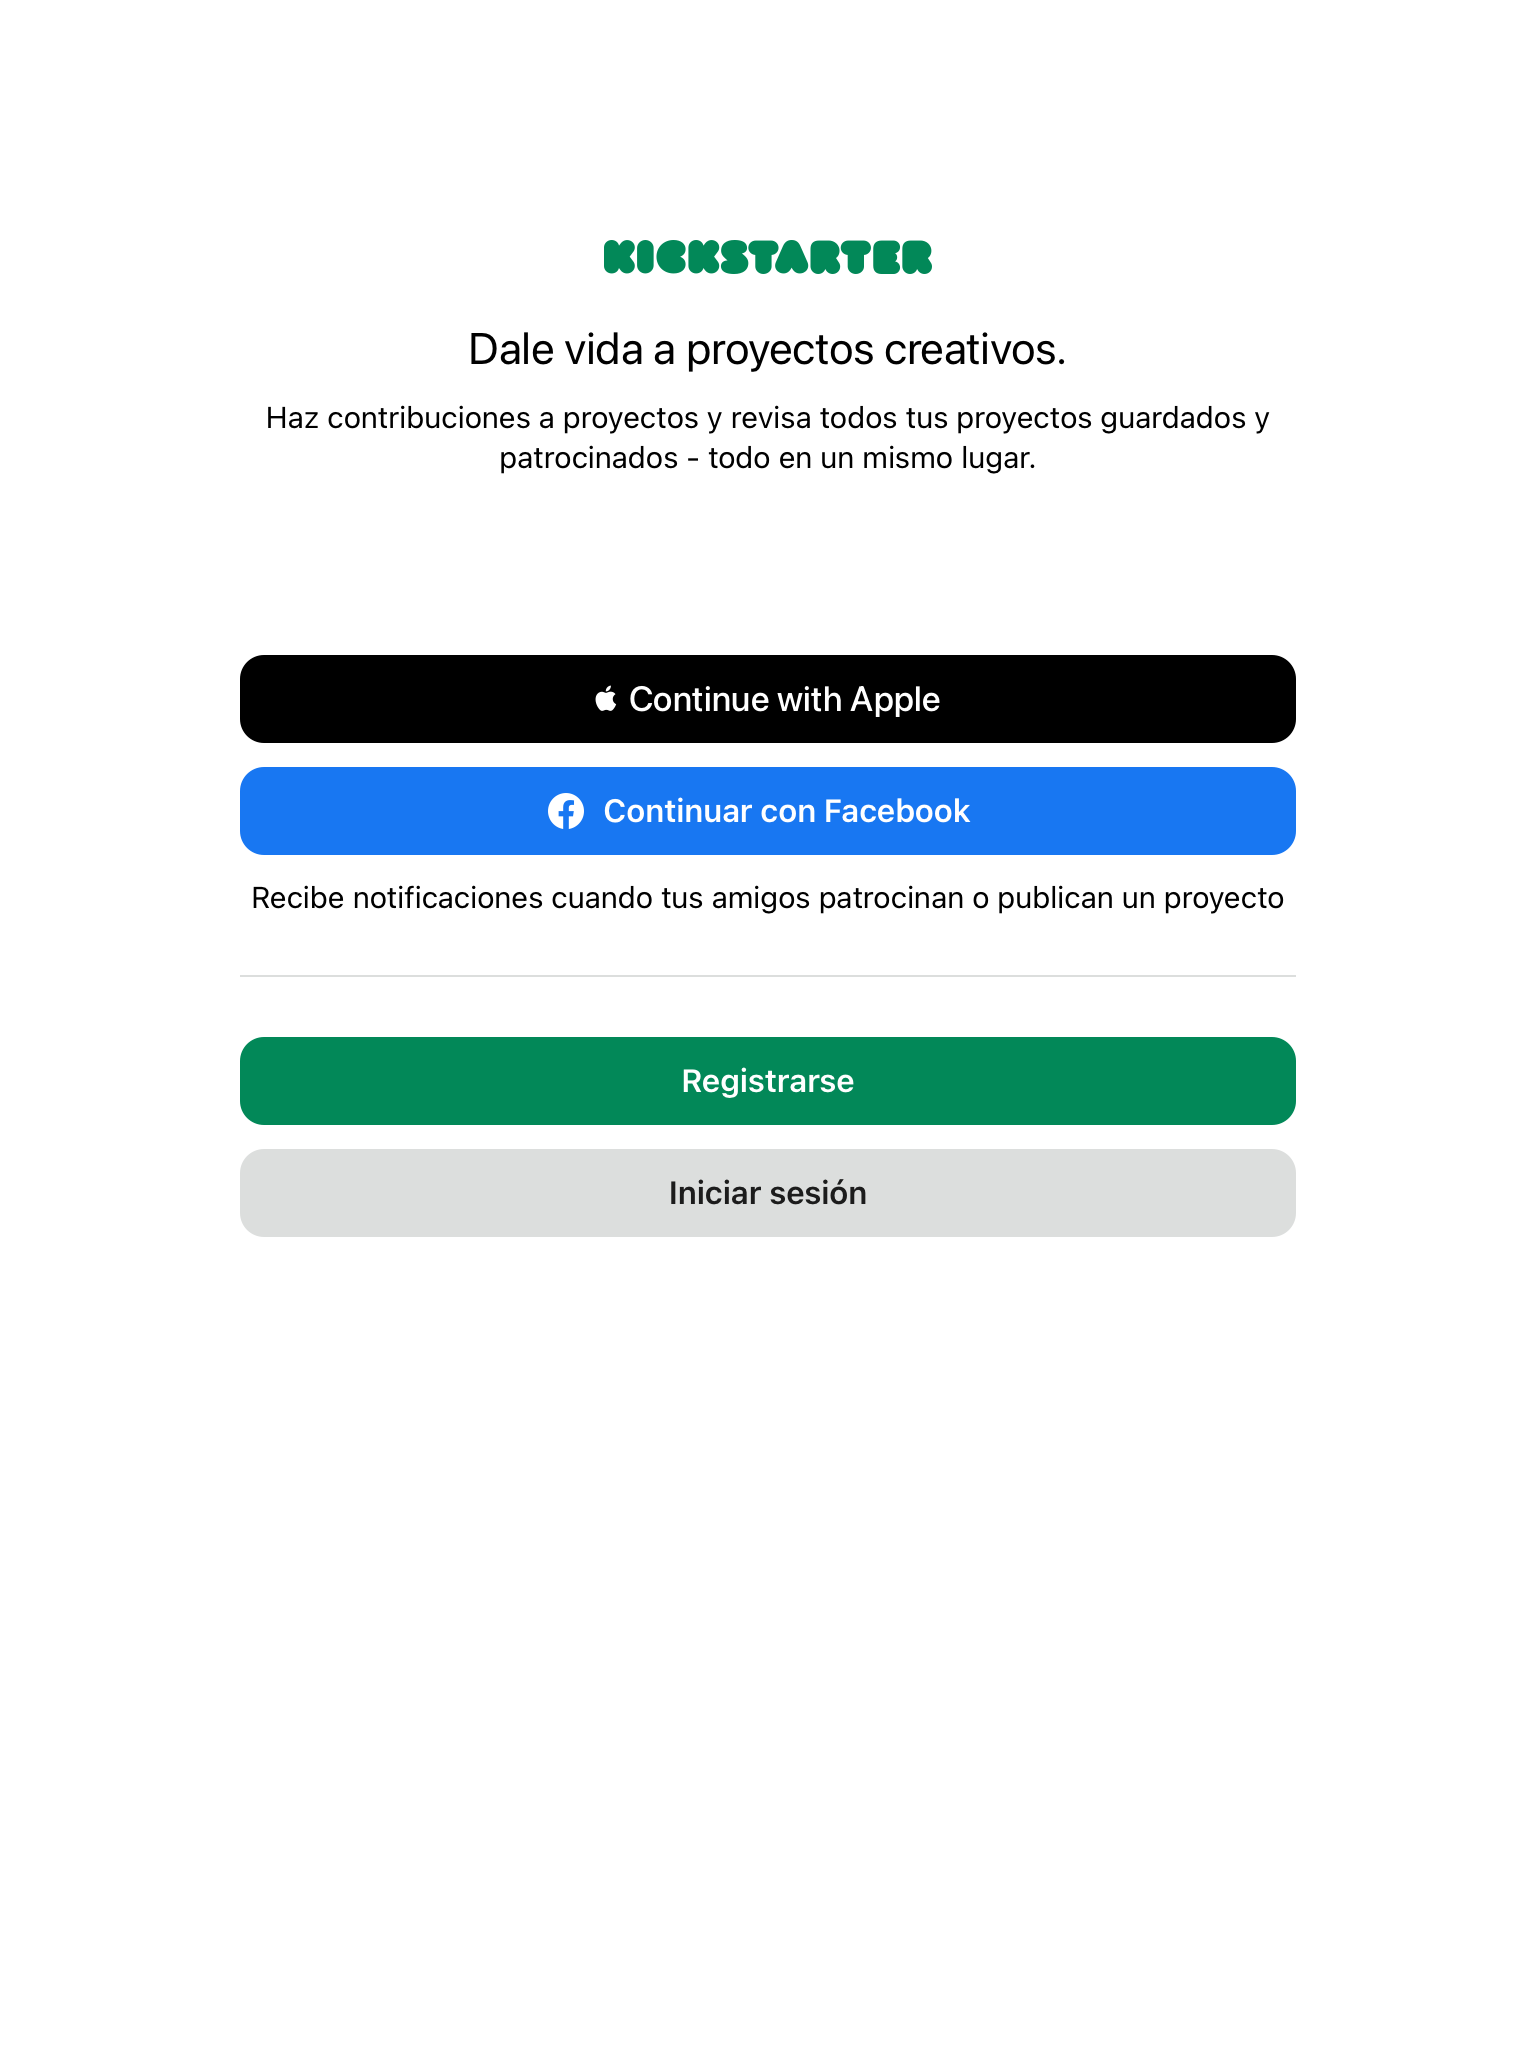 KICKSTARTER
Dale vida a proyectos creativos.
Haz contribuciones a proyectos y revisa todos tus proyectos guardados y
patrocinados - todo en un mismo lugar.
Continue with Apple
Continuar con Facebook
Recibe notificaciones cuando tus amigos patrocinan o publican un proyecto
Registrarse
Iniciar sesión